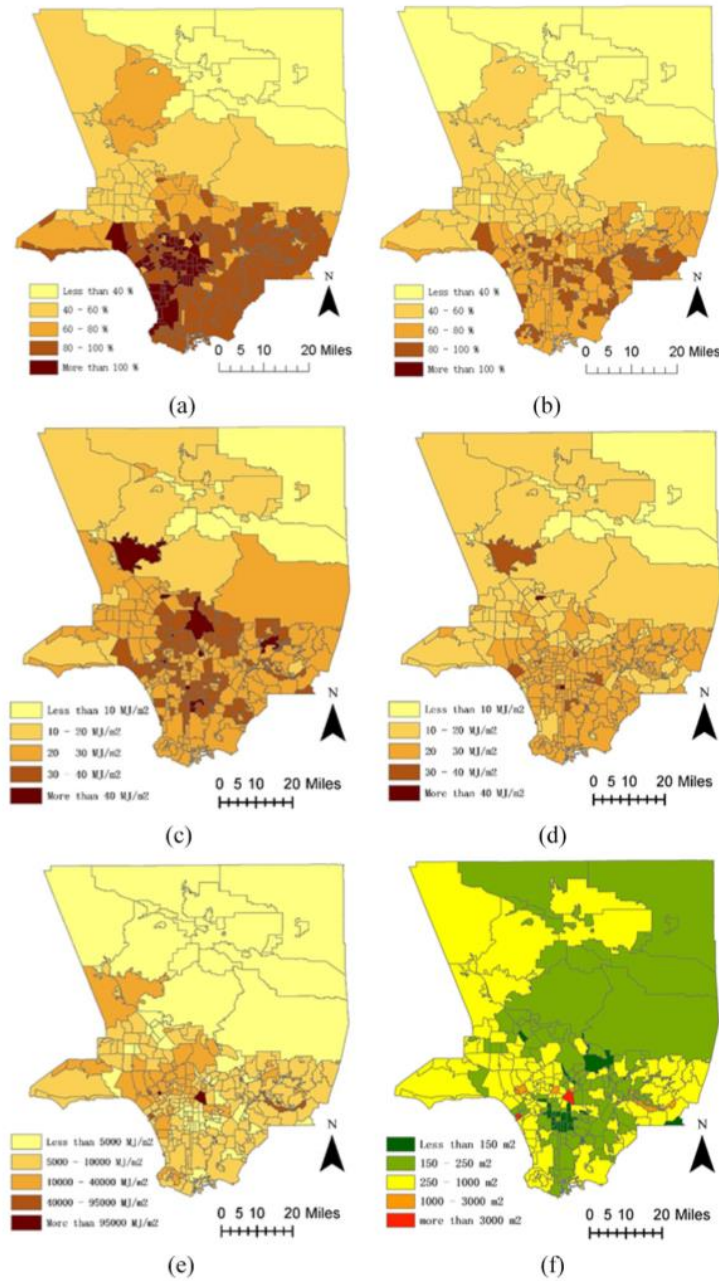 N
Less than 40 %
40 - 60 %
60 - 80 %
80 - 100 %
More than 100 %
0 5 10 20 Miles
(a)
N
Less than 40 %
40 - 60 %
60 - 80 %
80 - 100 %
More than 100 %
0 5 10 20 Miles
(b)
N
Less than 10 MJ/m2
10 - 20 MJ/m2
20 30 MJ/m2
30 - 40 MJ/m2
More than 40 MJ/m2
0 5 10 20 Miles
(c)
N
Less than 10 MJ/m2
10 - 20 MJ/m2
20 30 MJ/m2
30 - 40 MJ/m2
More than 40 MJ/m2
0 5 10 20 Miles
(d)
N
Less than 5000 MJ/m2
5000 - 10000 MJ/m2
10000 - 40000 MJ/m2
40000 - 95000 MJ/m2
More than 95000 MJ/m2
0 5 10 20 Miles
(e)
N
Less than 150 m2
150 - 250 m2
250 - 1000 m2
1000 - 3000 m2
more than 3000 m2
0 5 10 20 Miles
(f)